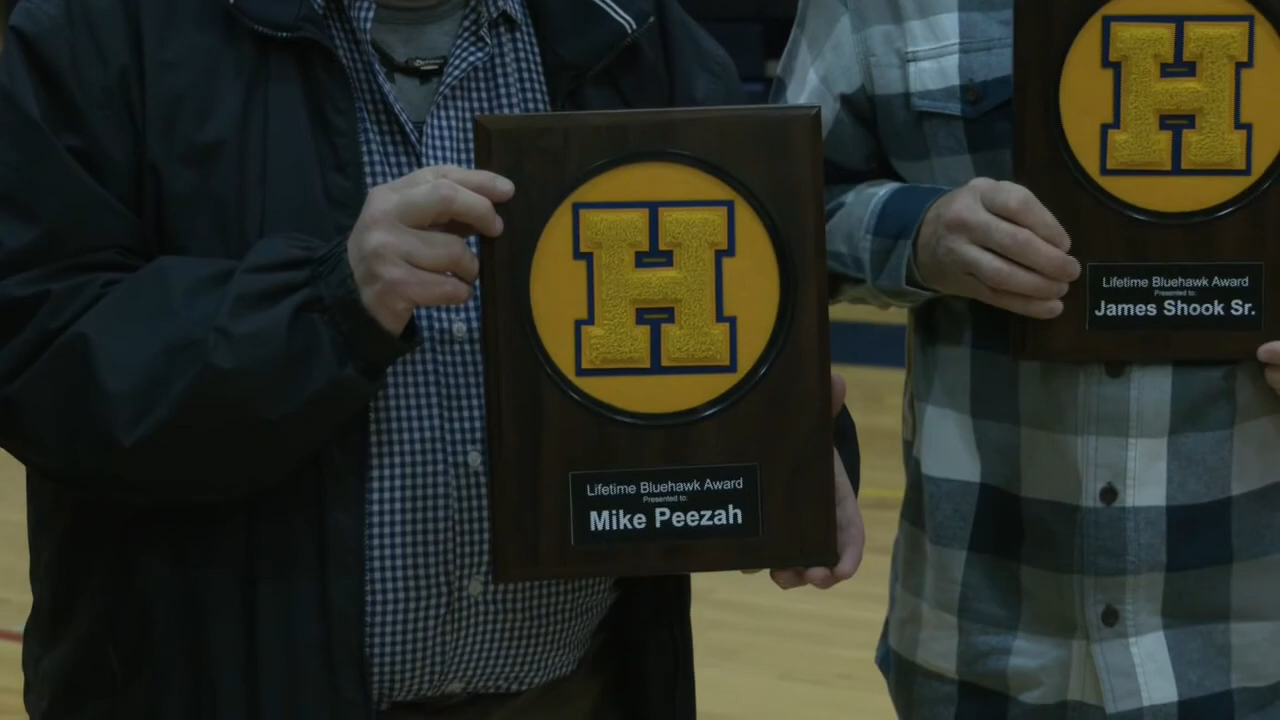 H
Lifetime Bluehawk Award
Presented to:
Mike Peezah
H
Lifetime Bluehawk Award
Presented to:
James Shook Sr.